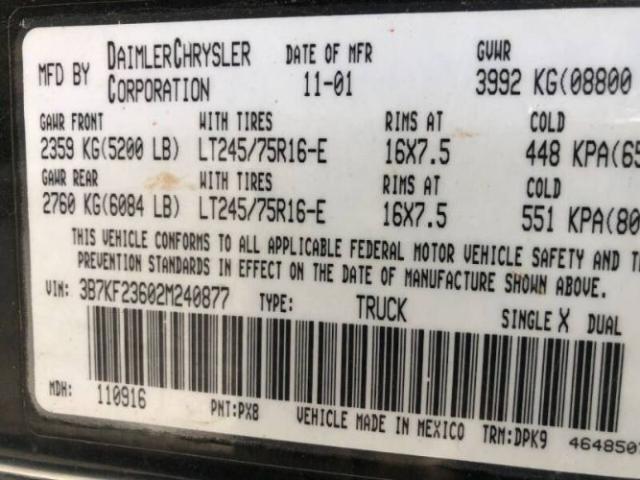 MFD BY DAIMLERCHRYSLER CORPORATION DATE OF MFR 11-01 GVWR 3992 KG(08800
GAWR FRONT WITH TIRES RIMS AT COLD
2359 KG(5200 LB) LT245/75R16-E 16X7.5 448 KPA(65
GAWR REAR WITH TIRES RIMS AT COLD
2760 KG(6084 LB) LT245/75R16-E 16X7.5 551 KPA(80
THIS VEHICLE CONFORMS TO ALL APPLICABLE FEDERAL MOTOR VEHICLE SAFETY AND
PREVENTION STANDARDS IN EFFECT ON THE DATE OF MANUFACTURE SHOWN ABOVE.
VIN: 3B7KF23602M240877 TYPE: TRUCK SINGLE X DUAL
MDH: 110916 PNT:PX8 VEHICLE MADE IN MEXICO TRM:DPK9 4648507